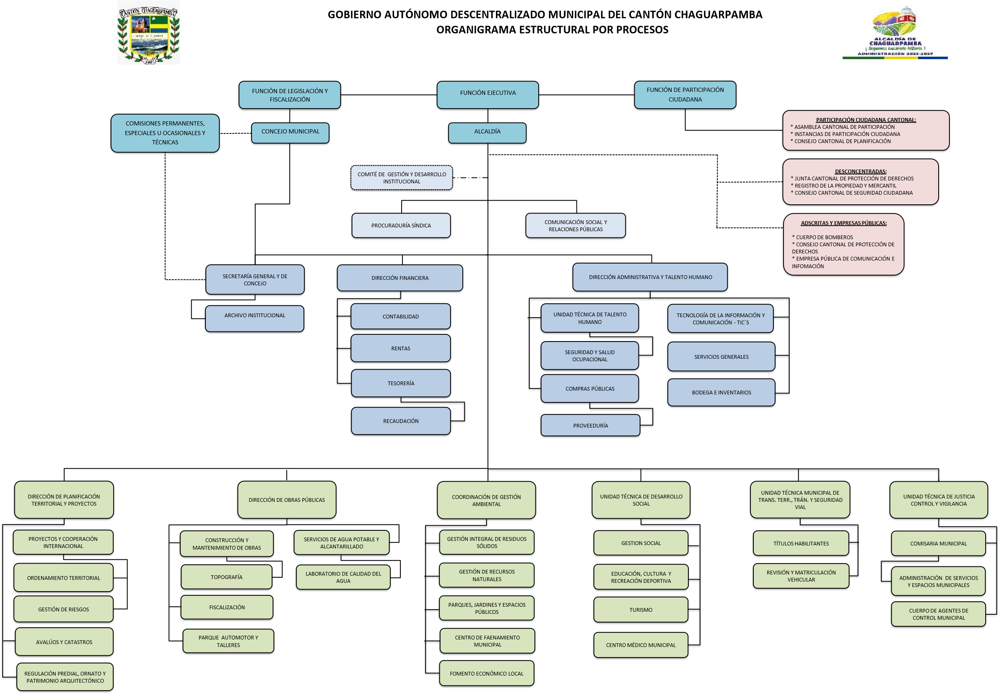 CANTÓN CHAGUARPAMBA
1985
GOBIERNO AUTÓNOMO DESCENTRALIZADO MUNICIPAL DEL CANTÓN CHAGUARPAMBA
ORGANIGRAMA ESTRUCTURAL POR PROCESOS
ALCALDÍA DE
CHAGUARPAMBA
¡ Seguimos haciendo historia !
ADMINISTRACIÓN 2023-2027
FUNCIÓN DE LEGISLACIÓN Y
FISCALIZACIÓN
FUNCIÓN EJECUTIVA
FUNCIÓN DE PARTICIPACIÓN
CIUDADANA
COMISIONES PERMANENTES,
ESPECIALES U OCASIONALES Y
TÉCNICAS
CONCEJO MUNICIPAL
ALCALDÍA
PARTICIPACIÓN CIUDADANA CANTONAL:
* ASAMBLEA CANTONAL DE PARTICIPACIÓN
* INSTANCIAS DE PARTICIPACIÓN CIUDADANA
* CONSEJO CANTONAL DE PLANIFICACIÓN
COMITÉ DE  GESTIÓN Y DESARROLLO
INSTITUCIONAL
DESCONCENTRADAS:
* JUNTA CANTONAL DE PROTECCIÓN DE DERECHOS
* REGISTRO DE LA PROPIEDAD Y MERCANTIL
* CONSEJO CANTONAL DE SEGURIDAD CIUDADANA
PROCURADURÍA SÍNDICA
COMUNICACIÓN SOCIAL Y
RELACIONES PÚBLICAS
ADSCRITAS Y EMPRESAS PÚBLICAS:
* CUERPO DE BOMBEROS
* CONSEJO CANTONAL DE PROTECCIÓN DE
DERECHOS
* EMPRESA PÚBLICA DE COMUNICACIÓN E
INFOMACIÓN
SECRETARÍA GENERAL Y DE
CONCEJO
DIRECCIÓN FINANCIERA
DIRECCIÓN ADMINISTRATIVA Y TALENTO HUMANO
ARCHIVO INSTITUCIONAL
CONTABILIDAD
RENTAS
TESORERÍA
RECAUDACIÓN
UNIDAD TÉCNICA DE TALENTO
HUMANO
SEGURIDAD Y SALUD
OCUPACIONAL
COMPRAS PÚBLICAS
PROVEEDURÍA
TECNOLOGÍA DE LA INFORMACIÓN Y
COMUNICACIÓN - TIC´S
SERVICIOS GENERALES
BODEGA E INVENTARIOS
DIRECCIÓN DE PLANIFICACIÓN
TERRITORIAL Y PROYECTOS
PROYECTOS Y COOPERACIÓN
INTERNACIONAL
ORDENAMIENTO TERRITORIAL
GESTIÓN DE RIESGOS
AVALÚOS Y CATASTROS
REGULACIÓN PREDIAL, ORNATO Y
PATRIMONIO ARQUITECTÓNICO
DIRECCIÓN DE OBRAS PÚBLICAS
CONSTRUCCIÓN Y
MANTENIMIENTO DE OBRAS
TOPOGRAFÍA
FISCALIZACIÓN
PARQUE  AUTOMOTOR Y
TALLERES
SERVICIOS DE AGUA POTABLE Y
ALCANTARILLADO
LABORATORIO DE CALIDAD DEL
AGUA
COORDINACIÓN DE GESTIÓN
AMBIENTAL
GESTIÓN INTEGRAL DE RESIDUOS
SÓLIDOS
GESTIÓN DE RECURSOS
NATURALES
PARQUES, JARDINES Y ESPACIOS
PÚBLICOS
CENTRO DE FAENAMIENTO
MUNICIPAL
FOMENTO ECONÓMICO LOCAL
UNIDAD TÉCNICA DE DESARROLLO
SOCIAL
GESTION SOCIAL
EDUCACIÓN, CULTURA  Y
RECREACIÓN DEPORTIVA
TURISMO
CENTRO MÉDICO MUNICIPAL
UNIDAD TÉCNICA MUNICIPAL DE
TRANS. TERR., TRÁN. Y SEGURIDAD
VIAL
TÍTULOS HABILITANTES
REVISIÓN Y MATRICULACIÓN
VEHICULAR
UNIDAD TÉCNICA DE JUSTICIA
CONTROL Y VIGILANCIA
COMISARIA MUNICIPAL
ADMINISTRACIÓN  DE SERVICIOS
Y ESPACIOS MUNICIPALES
CUERPO DE AGENTES DE
CONTROL MUNICIPAL